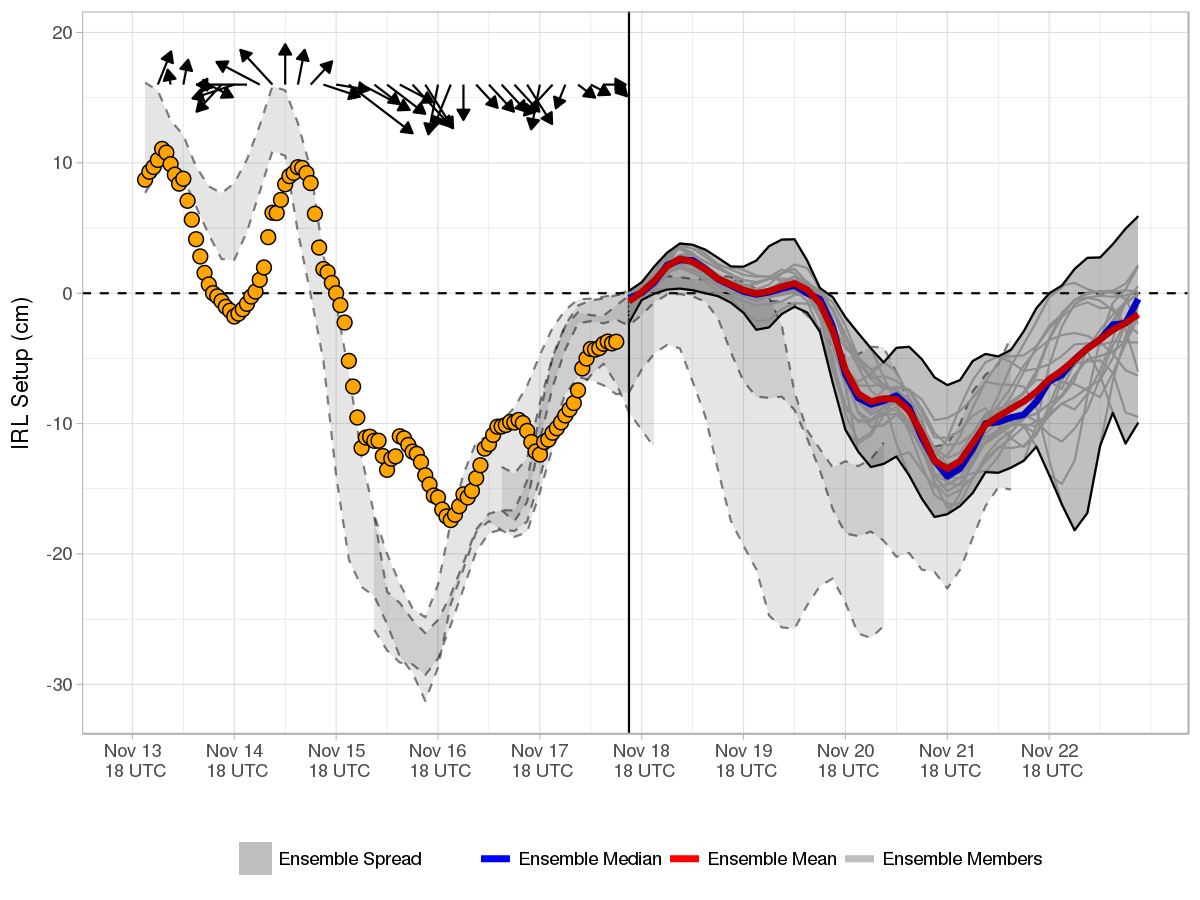 20
10
0
-10
-20
-30
IRL Setup (cm)
Nov 13 Nov 14 Nov 15 Nov 16 Nov 17 Nov 18 Nov 19 Nov 20 Nov 21 Nov 22
18 UTC 18 UTC 18 UTC 18 UTC 18 UTC 18 UTC 18 UTC 18 UTC 18 UTC 18 UTC
Ensemble Spread Ensemble Median Ensemble Mean Ensemble Members